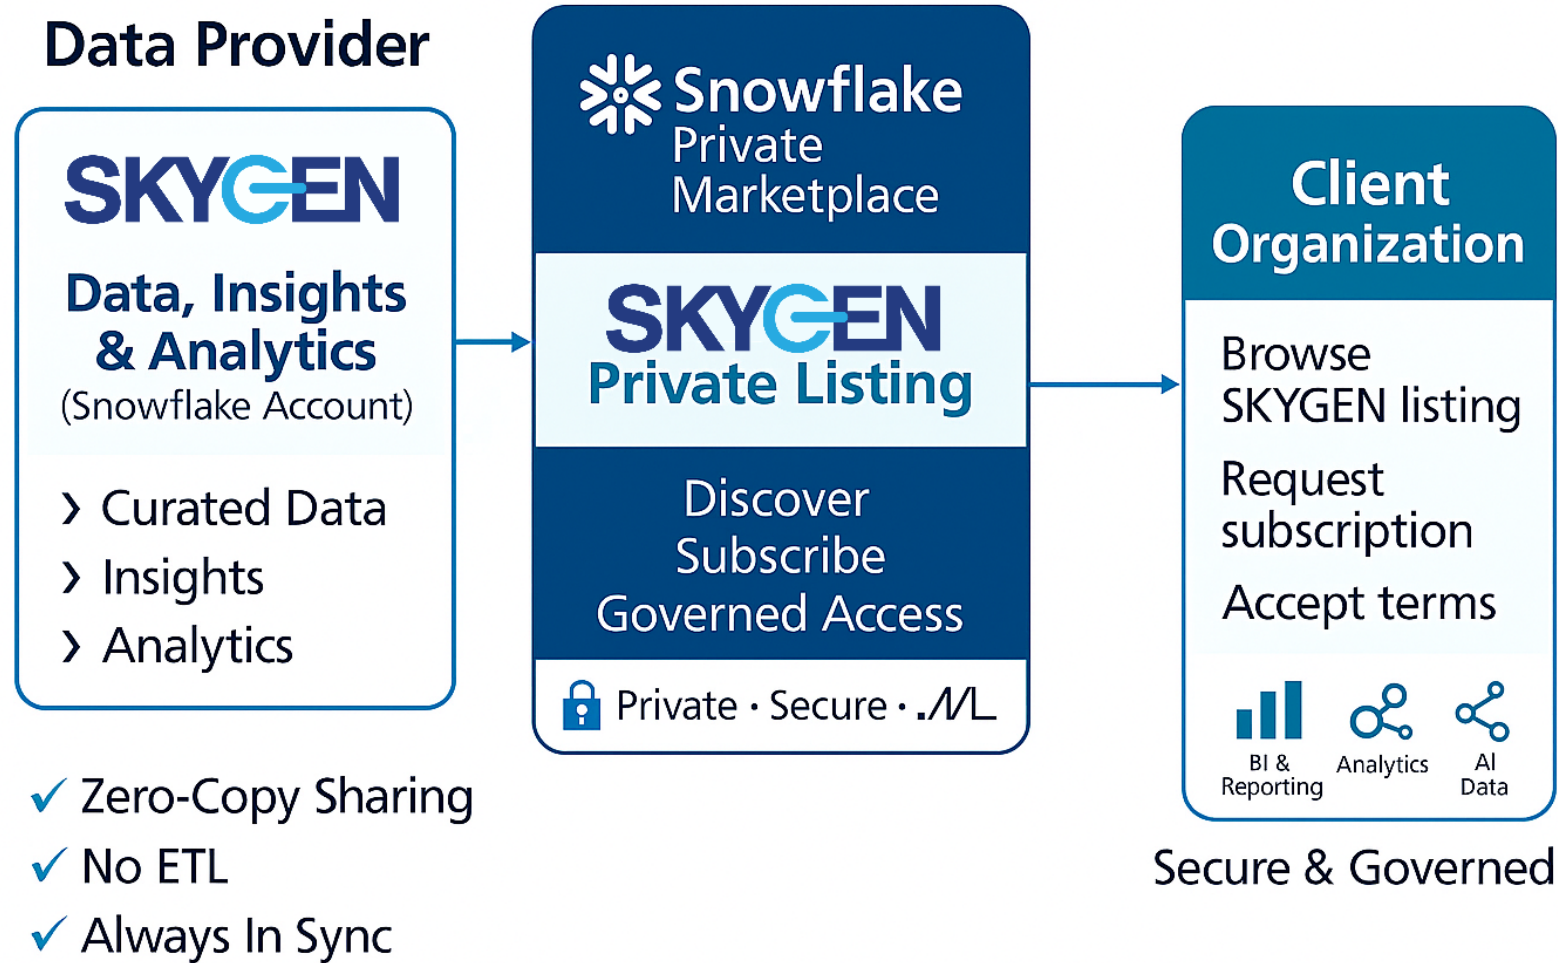 Data Provider
SKYGEN
Data, Insights
& Analytics
(Snowflake Account)
❯ Curated Data
❯ Insights
❯ Analytics
✓ Zero-Copy Sharing
✓ No ETL
✓ Always In Sync
Snowflake
Private
Marketplace
SKYGEN
Private Listing
Discover
Subscribe
Governed Access
Private · Secure ·
Client
Organization
Browse
SKYGEN listing
Request
subscription
Accept terms
BI &
Reporting
Analytics
AI
Data
Secure & Governed